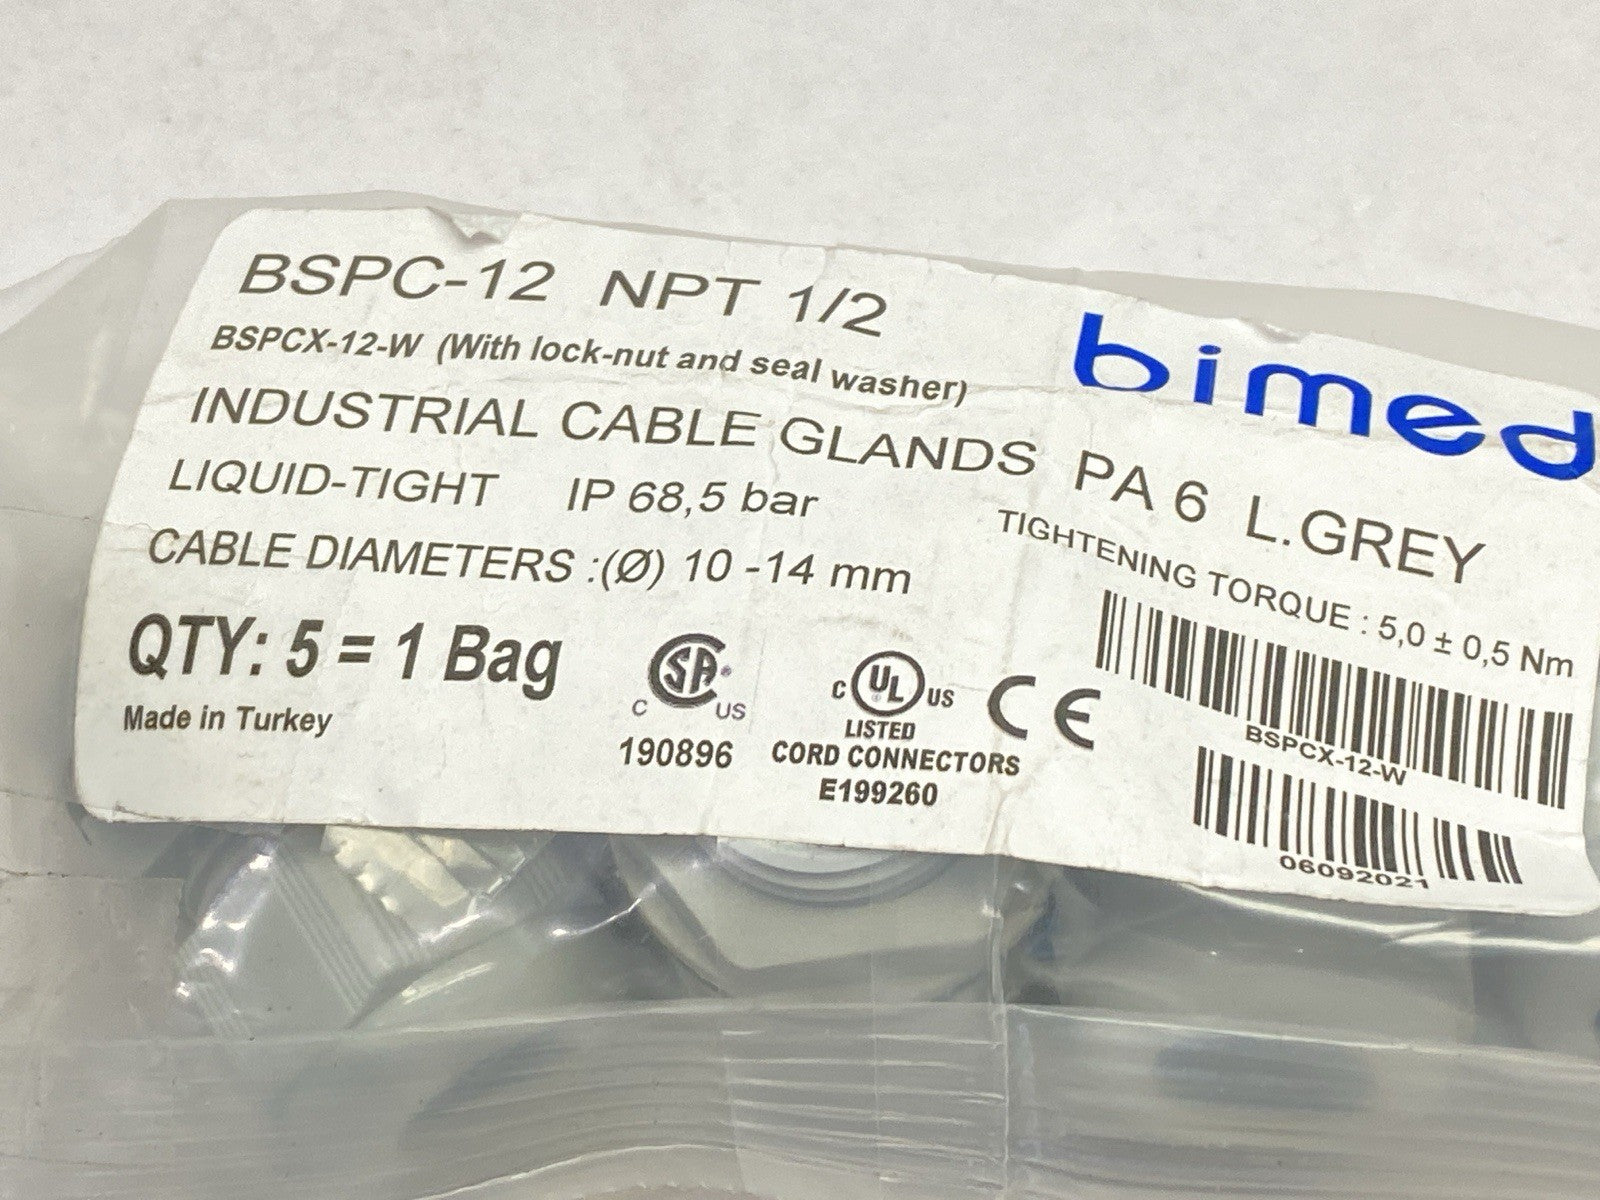 BSPC-12 NPT 1/2
BSPCX-12-W (With lock-nut and seal washer)
bimed
INDUSTRIAL CABLE GLANDS PA 6 L.GREY
LIQUID-TIGHT IP 68,5 bar
TIGHTENING TORQUE : 5,0 ± 0,5 Nm
CABLE DIAMETERS :(Ø) 10 -14 mm
QTY: 5 = 1 Bag
Made in Turkey
SA
C US
190896
C UL US
LISTED
CORD CONNECTORS
E199260
CE
BSPCX-12-W
06092021